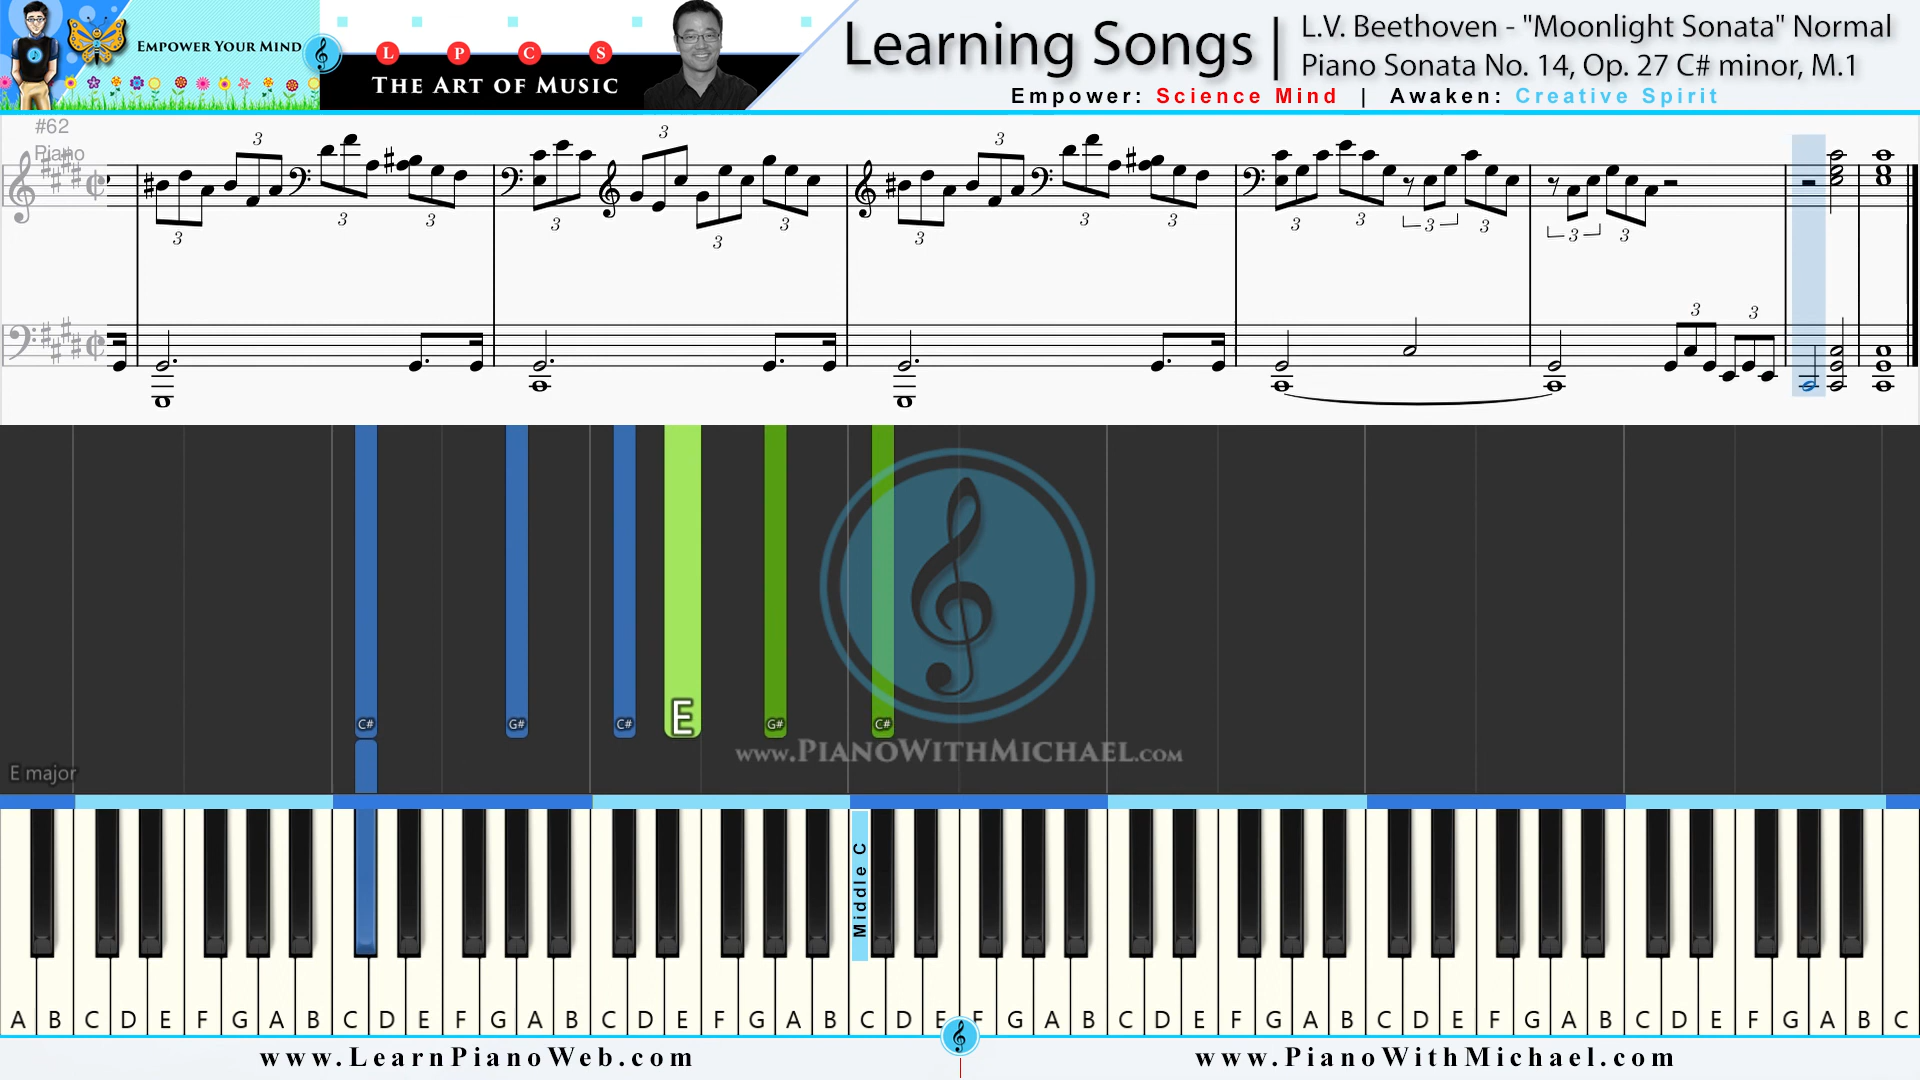 EMPOWER YOUR MIND
L P C S
THE ART OF MUSIC
Learning Songs |
L.V. Beethoven - "Moonlight Sonata" Normal
Piano Sonata No. 14, Op. 27 C# minor, M.1
Empower: Science Mind | Awaken: Creative Spirit
#62
Piano
3 3 3 3 3 3 3 3 3 3 3 3 3 3 3 3 3 3
3 3
C# G# C# E G# C#
www.PIANOWITHMICHAEL.com
E major
C#
Middle C
A B C D E F G A B C D E F G A B C D E F G A B C D E F G A B C D E F G A B C D E F G A B C D E F G A B C
www.LearnPianoWeb.com
www.PianoWithMichael.com